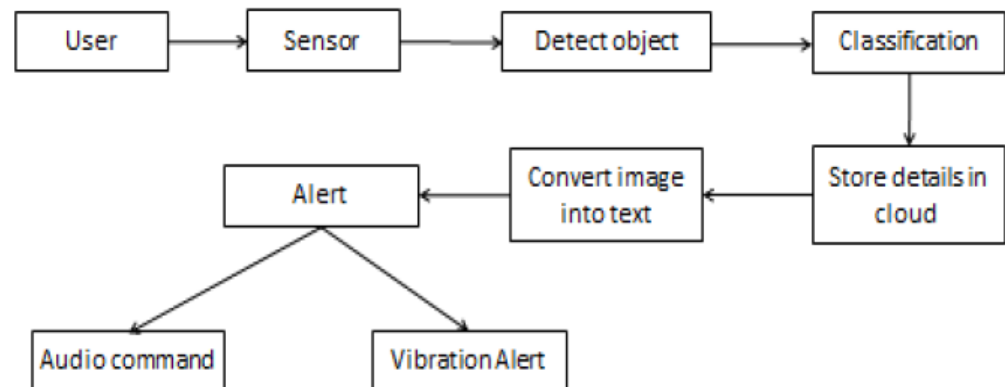 User
Sensor
Detect object
Classification
Store details in
cloud
Convert image
into text
Alert
Audio command
Vibration Alert